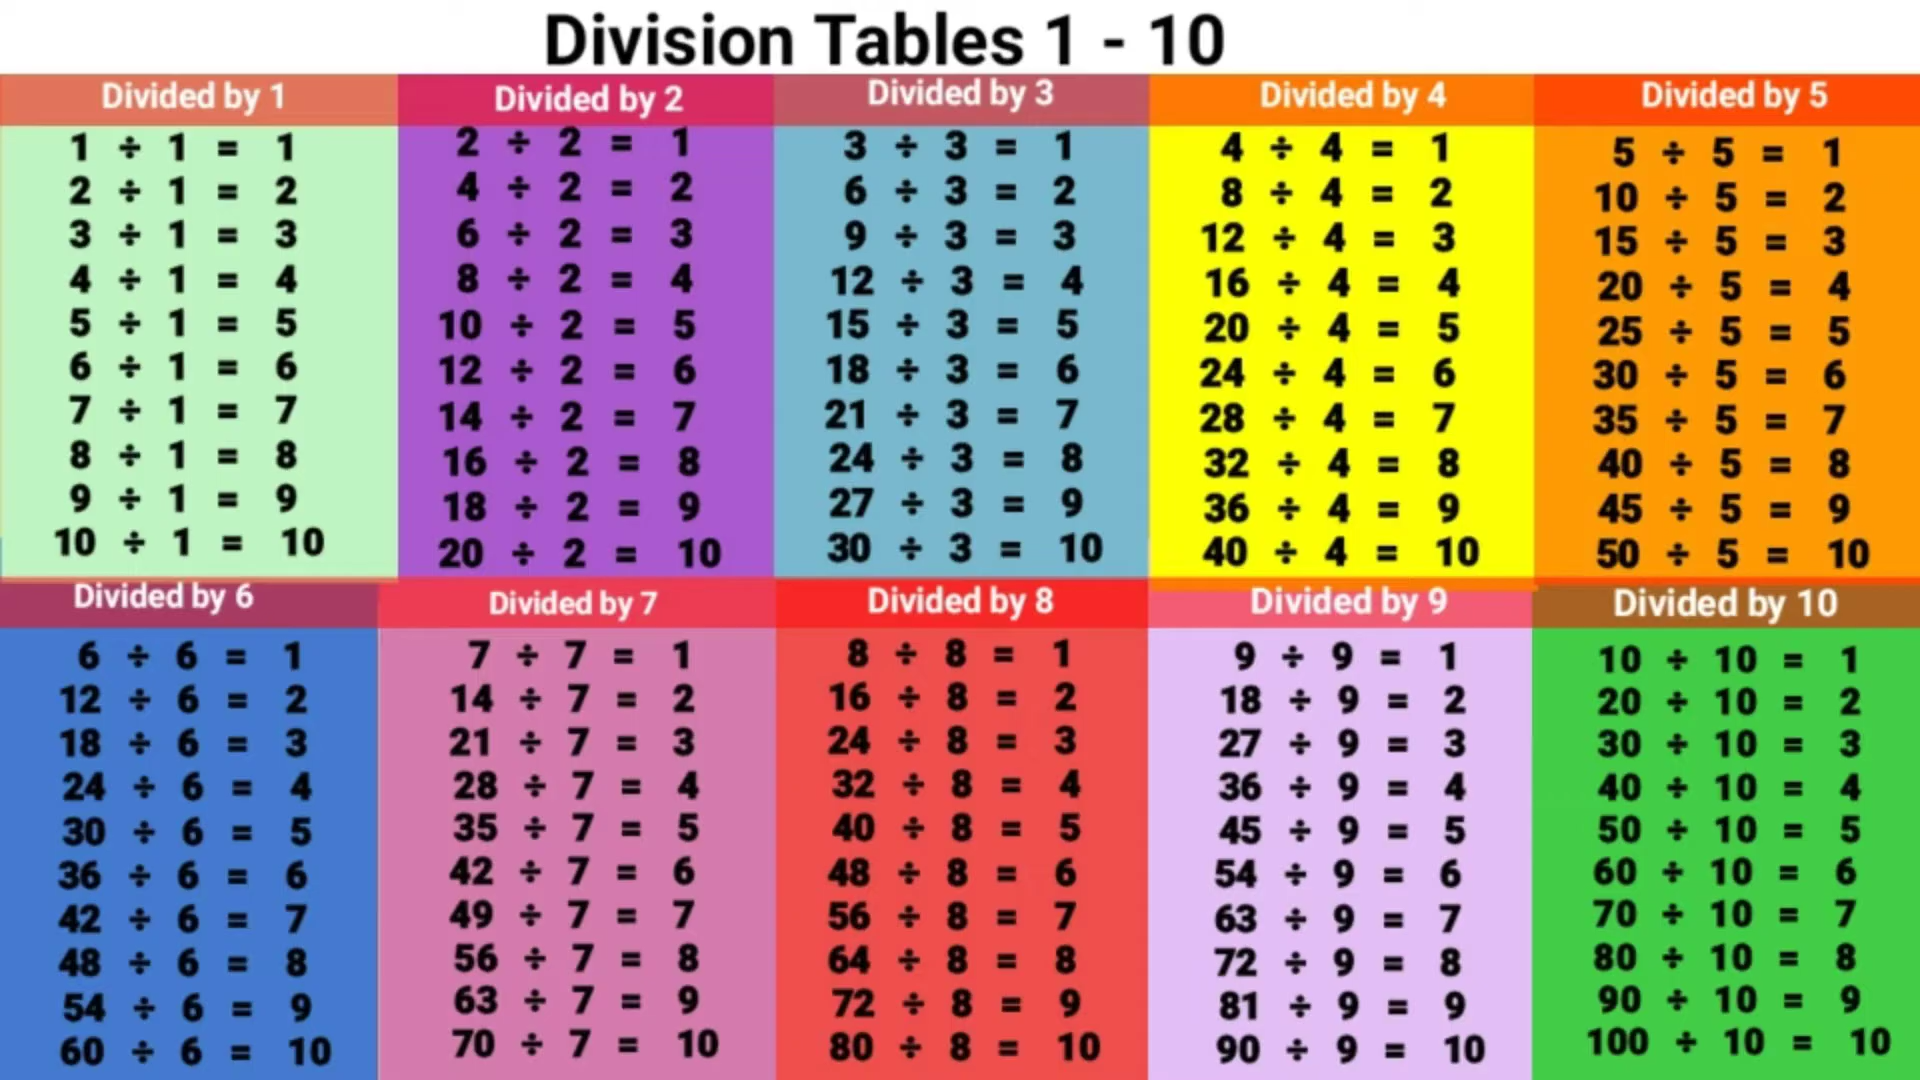 Division Tables 1 - 10
Divided by 1
1 ÷ 1 = 1
2 ÷ 1 = 2
3 ÷ 1 = 3
4 ÷ 1 = 4
5 ÷ 1 = 5
6 ÷ 1 = 6
7 ÷ 1 = 7
8 ÷ 1 = 8
9 ÷ 1 = 9
10 ÷ 1 = 10
Divided by 2
2 ÷ 2 = 1
4 ÷ 2 = 2
6 ÷ 2 = 3
8 ÷ 2 = 4
10 ÷ 2 = 5
12 ÷ 2 = 6
14 ÷ 2 = 7
16 ÷ 2 = 8
18 ÷ 2 = 9
20 ÷ 2 = 10
Divided by 3
3 ÷ 3 = 1
6 ÷ 3 = 2
9 ÷ 3 = 3
12 ÷ 3 = 4
15 ÷ 3 = 5
18 ÷ 3 = 6
21 ÷ 3 = 7
24 ÷ 3 = 8
27 ÷ 3 = 9
30 ÷ 3 = 10
Divided by 4
4 ÷ 4 = 1
8 ÷ 4 = 2
12 ÷ 4 = 3
16 ÷ 4 = 4
20 ÷ 4 = 5
24 ÷ 4 = 6
28 ÷ 4 = 7
32 ÷ 4 = 8
36 ÷ 4 = 9
40 ÷ 4 = 10
Divided by 5
5 ÷ 5 = 1
10 ÷ 5 = 2
15 ÷ 5 = 3
20 ÷ 5 = 4
25 ÷ 5 = 5
30 ÷ 5 = 6
35 ÷ 5 = 7
40 ÷ 5 = 8
45 ÷ 5 = 9
50 ÷ 5 = 10
Divided by 6
6 ÷ 6 = 1
12 ÷ 6 = 2
18 ÷ 6 = 3
24 ÷ 6 = 4
30 ÷ 6 = 5
36 ÷ 6 = 6
42 ÷ 6 = 7
48 ÷ 6 = 8
54 ÷ 6 = 9
60 ÷ 6 = 10
Divided by 7
7 ÷ 7 = 1
14 ÷ 7 = 2
21 ÷ 7 = 3
28 ÷ 7 = 4
35 ÷ 7 = 5
42 ÷ 7 = 6
49 ÷ 7 = 7
56 ÷ 7 = 8
63 ÷ 7 = 9
70 ÷ 7 = 10
Divided by 8
8 ÷ 8 = 1
16 ÷ 8 = 2
24 ÷ 8 = 3
32 ÷ 8 = 4
40 ÷ 8 = 5
48 ÷ 8 = 6
56 ÷ 8 = 7
64 ÷ 8 = 8
72 ÷ 8 = 9
80 ÷ 8 = 10
Divided by 9
9 ÷ 9 = 1
18 ÷ 9 = 2
27 ÷ 9 = 3
36 ÷ 9 = 4
45 ÷ 9 = 5
54 ÷ 9 = 6
63 ÷ 9 = 7
72 ÷ 9 = 8
81 ÷ 9 = 9
90 ÷ 9 = 10
Divided by 10
10 ÷ 10 = 1
20 ÷ 10 = 2
30 ÷ 10 = 3
40 ÷ 10 = 4
50 ÷ 10 = 5
60 ÷ 10 = 6
70 ÷ 10 = 7
80 ÷ 10 = 8
90 ÷ 10 = 9
100 ÷ 10 = 10